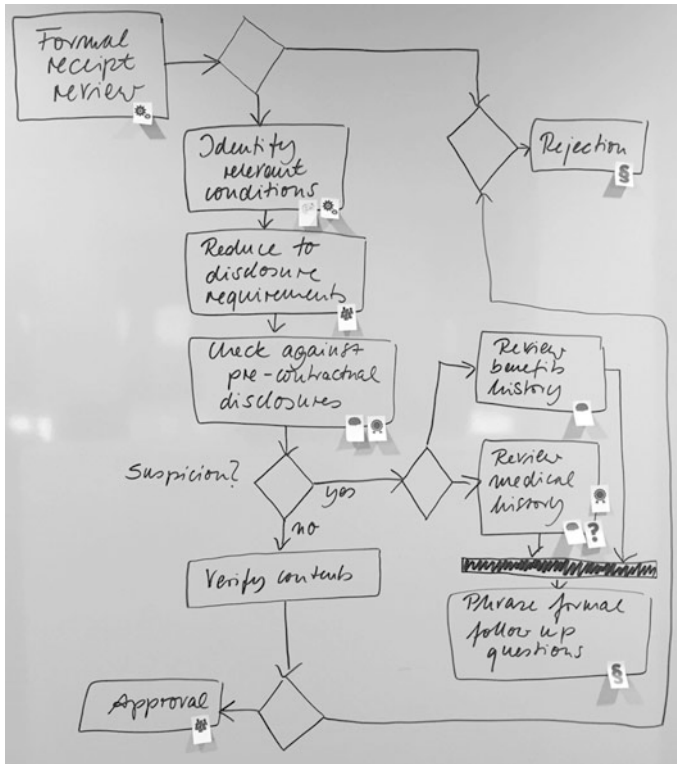 Formal
receipt
review
Identify
relevant
conditions
Rejection
§
Reduce to
disclosure
requirements
Check against
pre-contractual
disclosures
Review
benefits
history
Suspicion?
yes
Review
medical
history
?
no
Verify contents
Phrase formal
follow up
questions
§
Approval